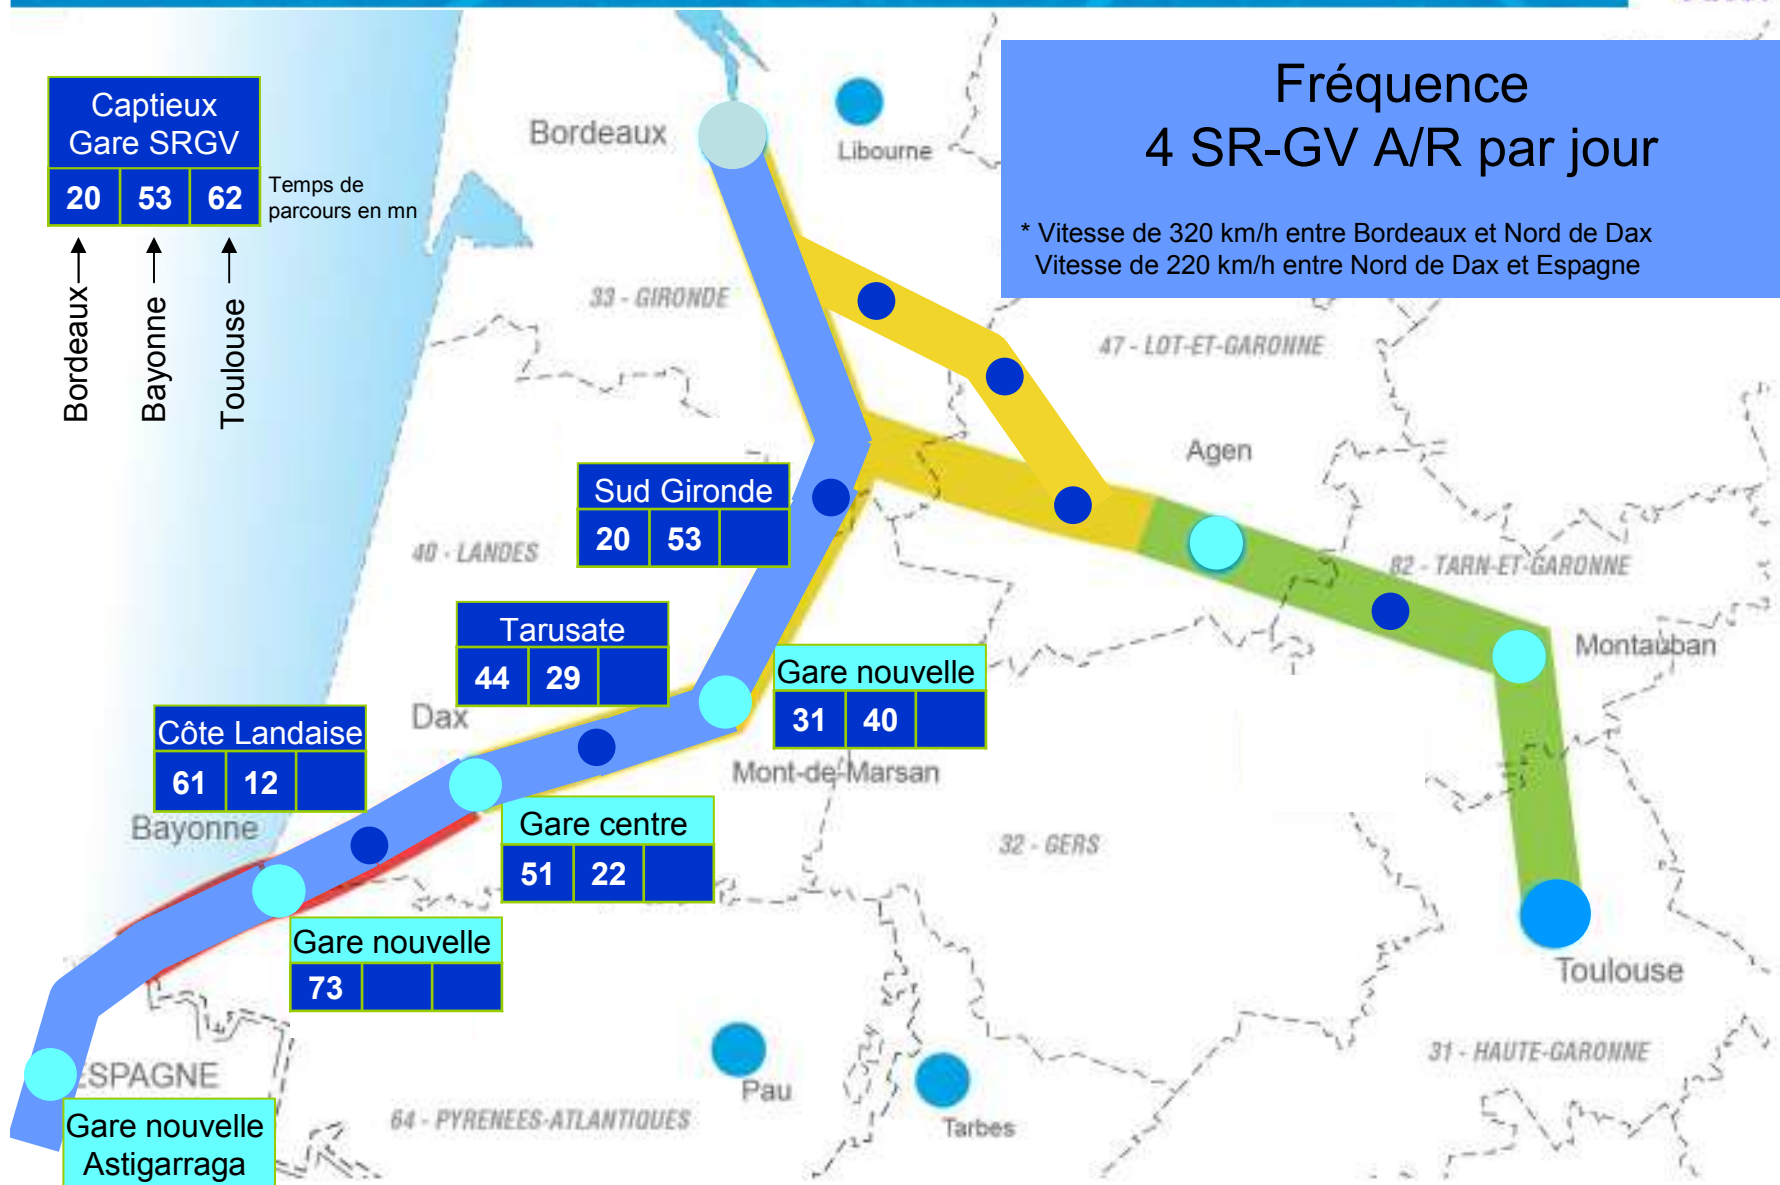 Fréquence
4 SR-GV A/R par jour
* Vitesse de 320 km/h entre Bordeaux et Nord de Dax
Vitesse de 220 km/h entre Nord de Dax et Espagne
Captieux
Gare SRGV
20 53 62
Temps de
parcours en mn
Bordeaux
Bayonne
Toulouse
Bordeaux
Libourne
33 - GIRONDE
47 - LOT-ET-GARONNE
Agen
Sud Gironde
20 53
40 - LANDES
82 - TARN-ET-GARONNE
Tarusate
44 29
Montauban
Gare nouvelle
31 40
Dax
Côte Landaise
61 12
Mont-de-Marsan
Bayonne
Gare centre
51 22
32 - GERS
Gare nouvelle
73
Toulouse
31 - HAUTE-GARONNE
ESPAGNE
Pau
64 - PYRENEES-ATLANTIQUES
Tarbes
Gare nouvelle
Astigarraga